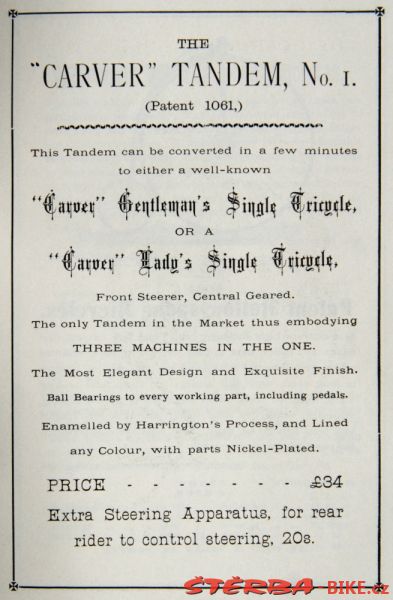 THE
"CARVER" TANDEM, No. 1.
(Patent 1061,)
This Tandem can be converted in a few minutes
to either a well-known
"Carver" Gentleman's Single Tricycle,
OR A
"Carver" Lady's Single Tricycle,
Front Steerer, Central Geared.
The only Tandem in the Market thus embodying
THREE MACHINES IN THE ONE.
The Most Elegant Design and Exquisite Finish.
Ball Bearings to every working part, including pedals.
Enamelled by Harrington's Process, and Lined
any Colour, with parts Nickel-Plated.
PRICE - - - - - - - £34
Extra Steering Apparatus, for rear
rider to control steering, 20s.
ŠTĚRBA BIKE.cz